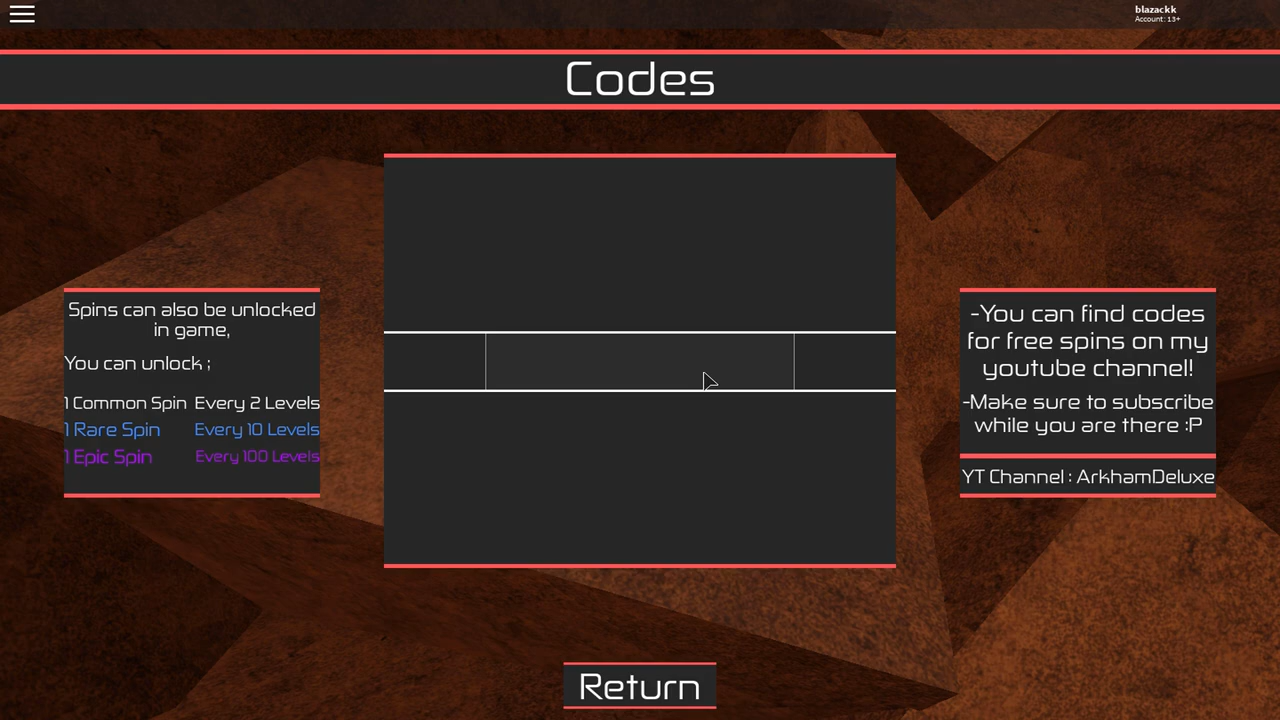 blazackk
Account: 13+
Codes
Spins can also be unlocked
in game,
You can unlock ;
1 Common Spin Every 2 Levels
1 Rare Spin Every 10 Levels
1 Epic Spin Every 100 Levels
-You can find codes
for free spins on my
youtube channel!
-Make sure to subscribe
while you are there :P
YT Channel : ArkhamDeluxe
Return